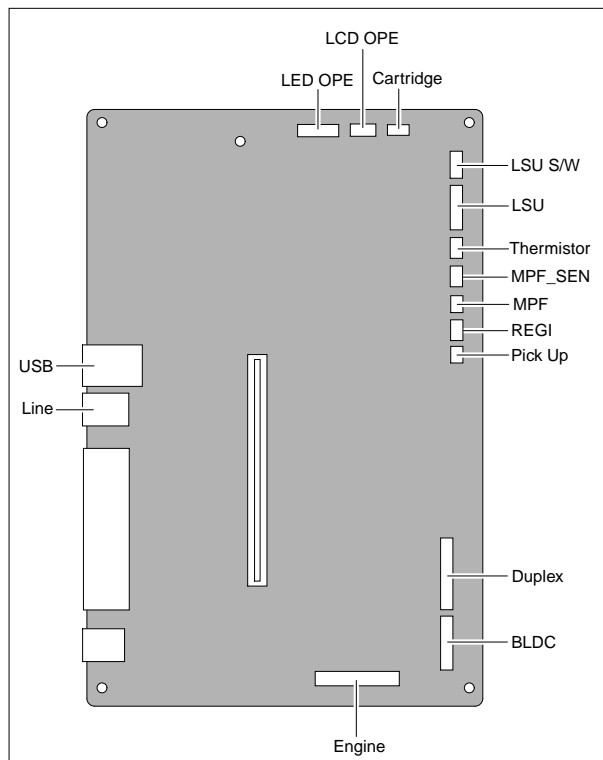 LCD OPE
LED OPE
Cartridge
LSU S/W
LSU
Thermistor
MPF_SEN
MPF
REGI
Pick Up
USB
Line
Duplex
BLDC
Engine